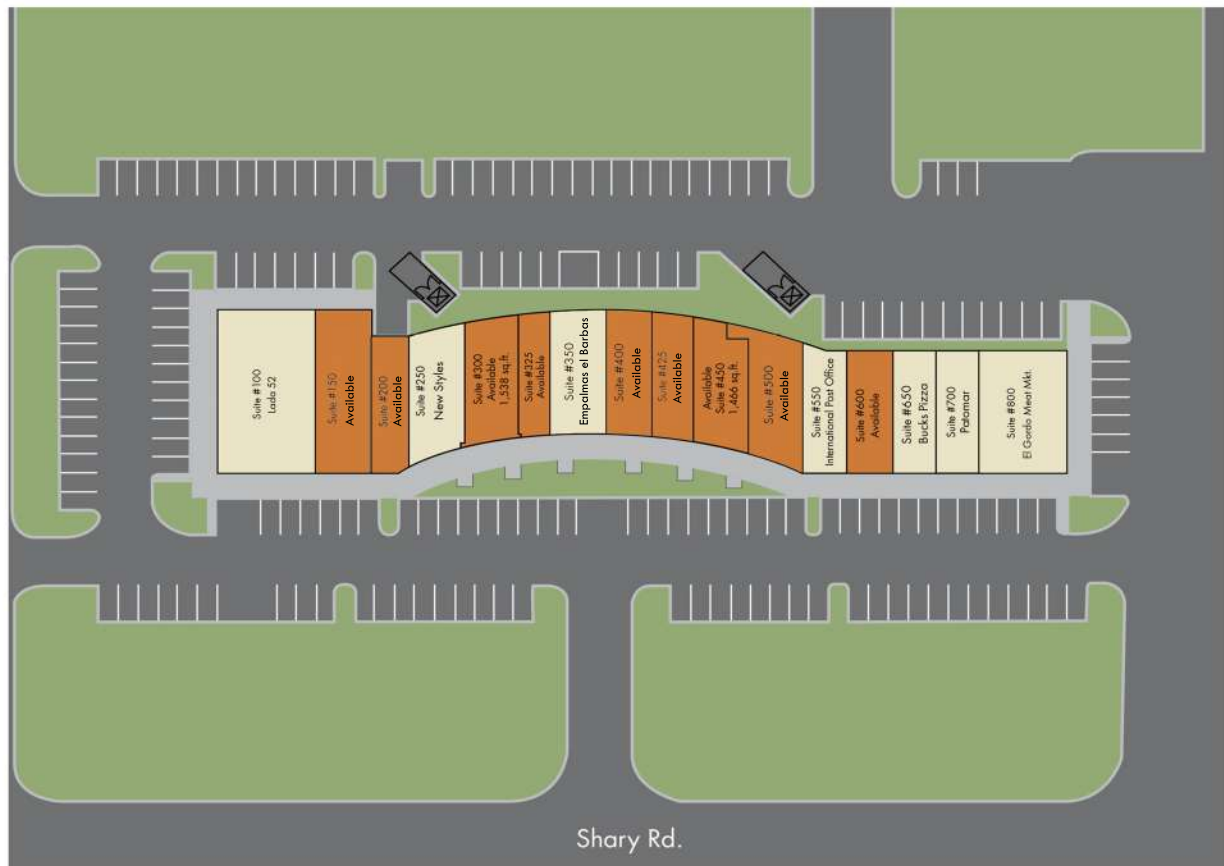 Suite #100
Lado 52
Suite #150
Available
Suite #200
Available
Suite #250
New Styles
Suite #300
Available
1,538 sq.ft.
Suite #325
Available
Suite #350
Empalmas el Barbas
Suite #400
Available
Suite #425
Available
Available
Suite #450
1,466 sq.ft.
Suite #500
Available
Suite #550
International Post Office
Suite #600
Available
Suite #650
Bucks Pizza
Suite #700
Palomar
Suite #800
El Gordo Meat Mkt.
Shary Rd.